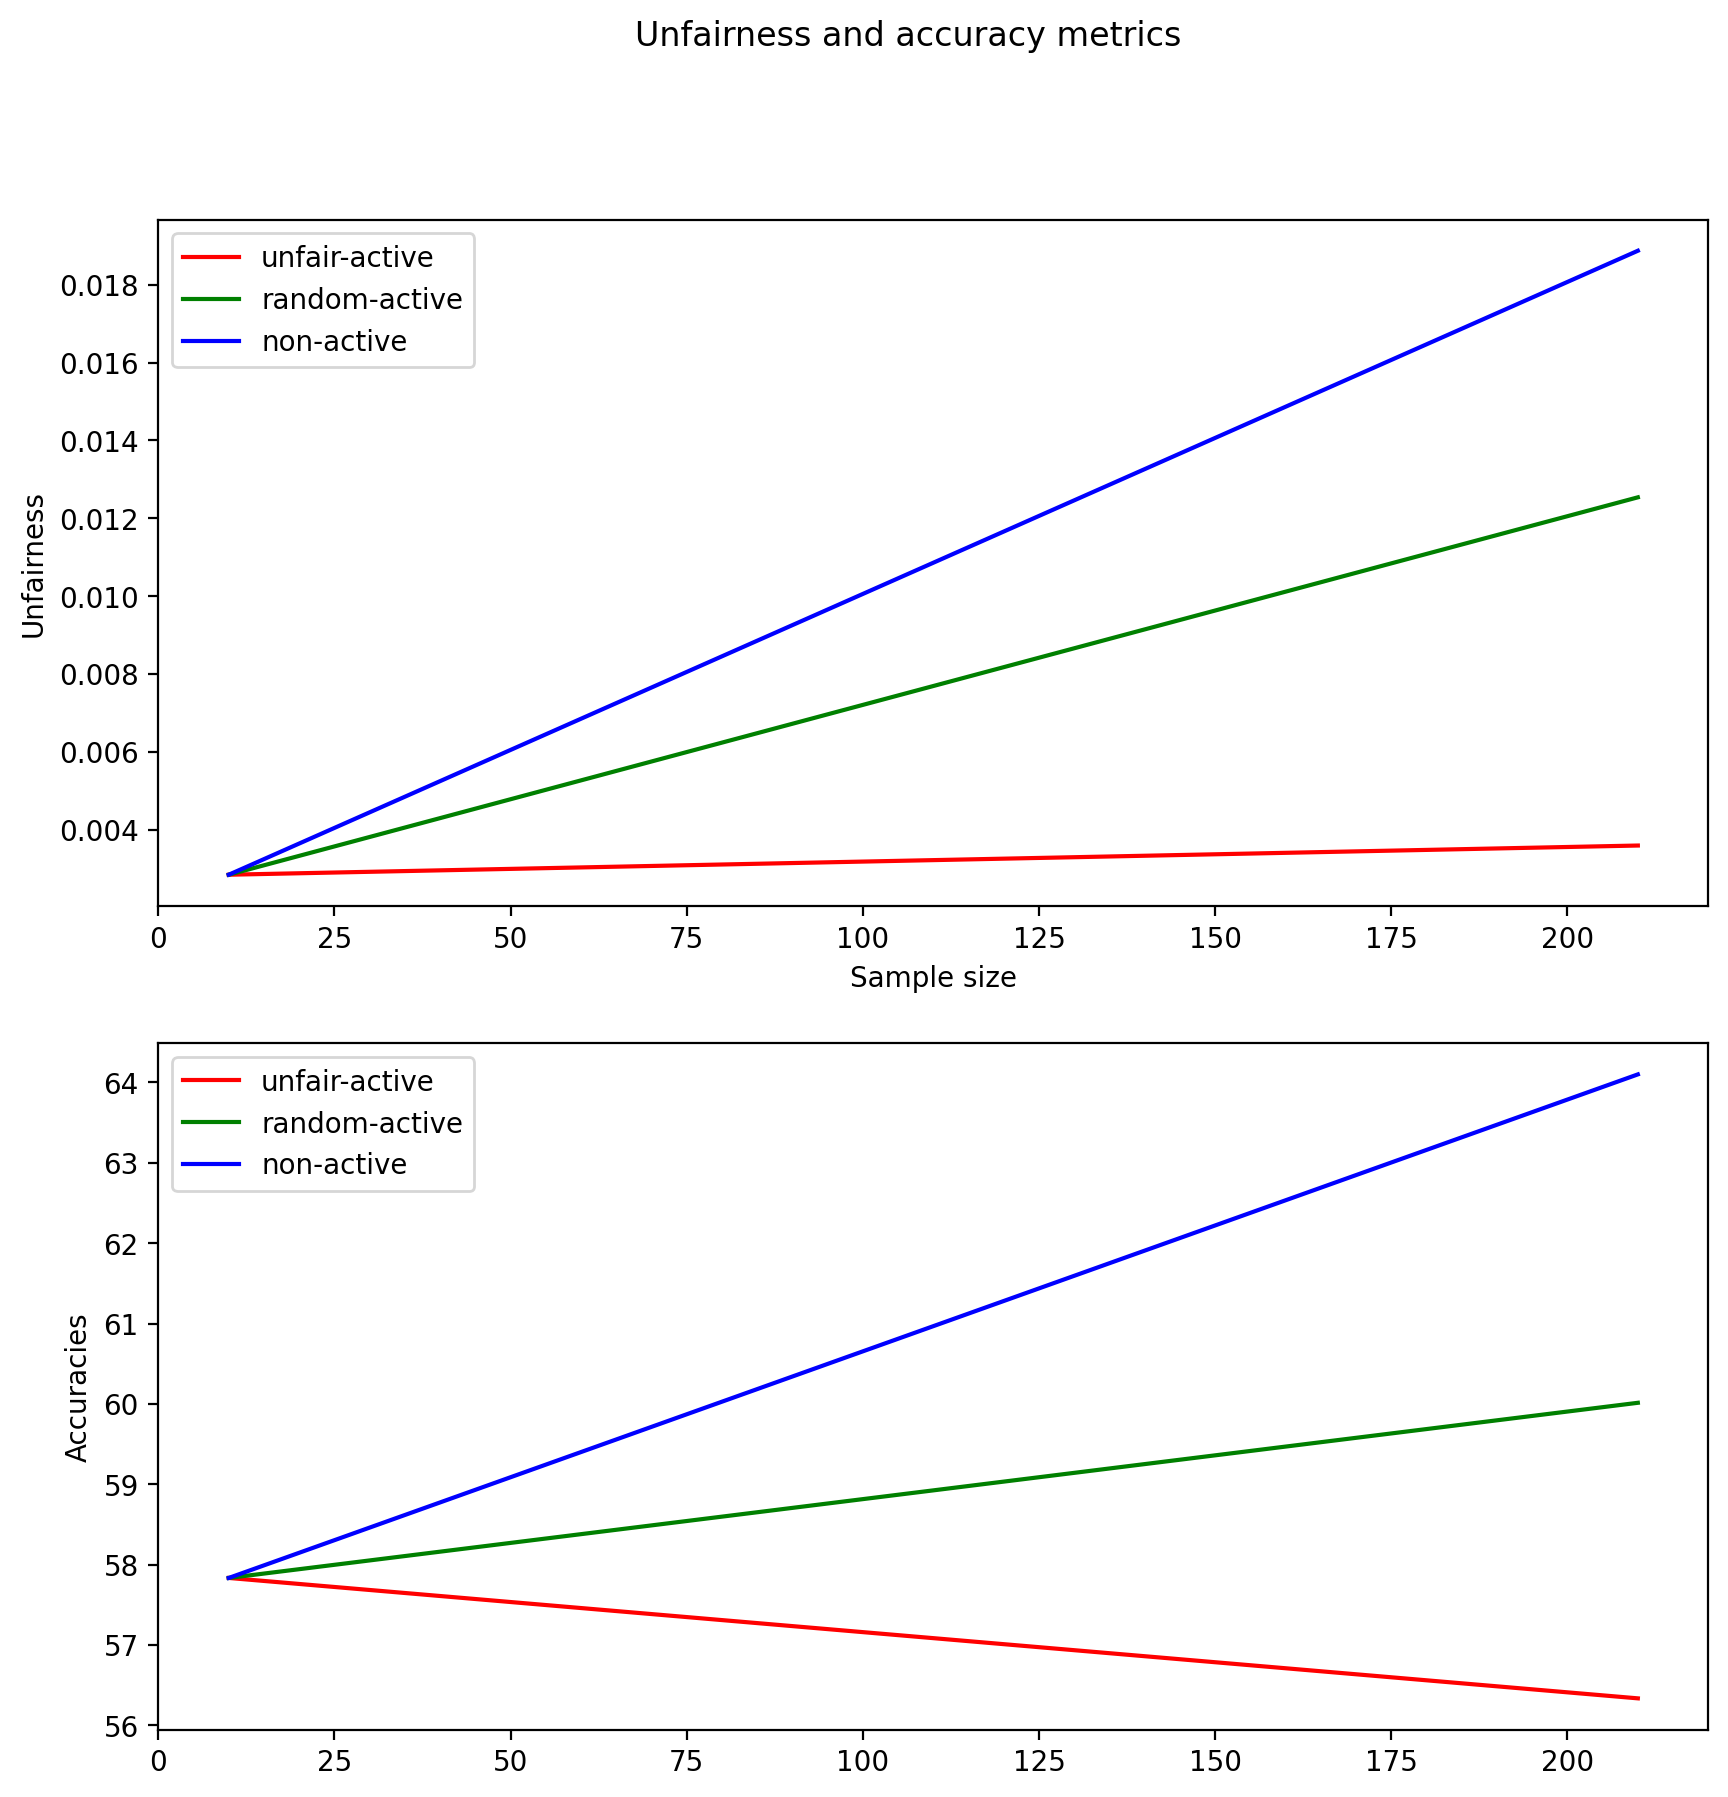 Unfairness and accuracy metrics
unfair-active
random-active
non-active
0.018
0.016
0.014
0.012
0.010
0.008
0.006
0.004
Unfairness
0 25 50 75 100 125 150 175 200
Sample size
unfair-active
random-active
non-active
64
63
62
61
60
59
58
57
56
Accuracies
0 25 50 75 100 125 150 175 200